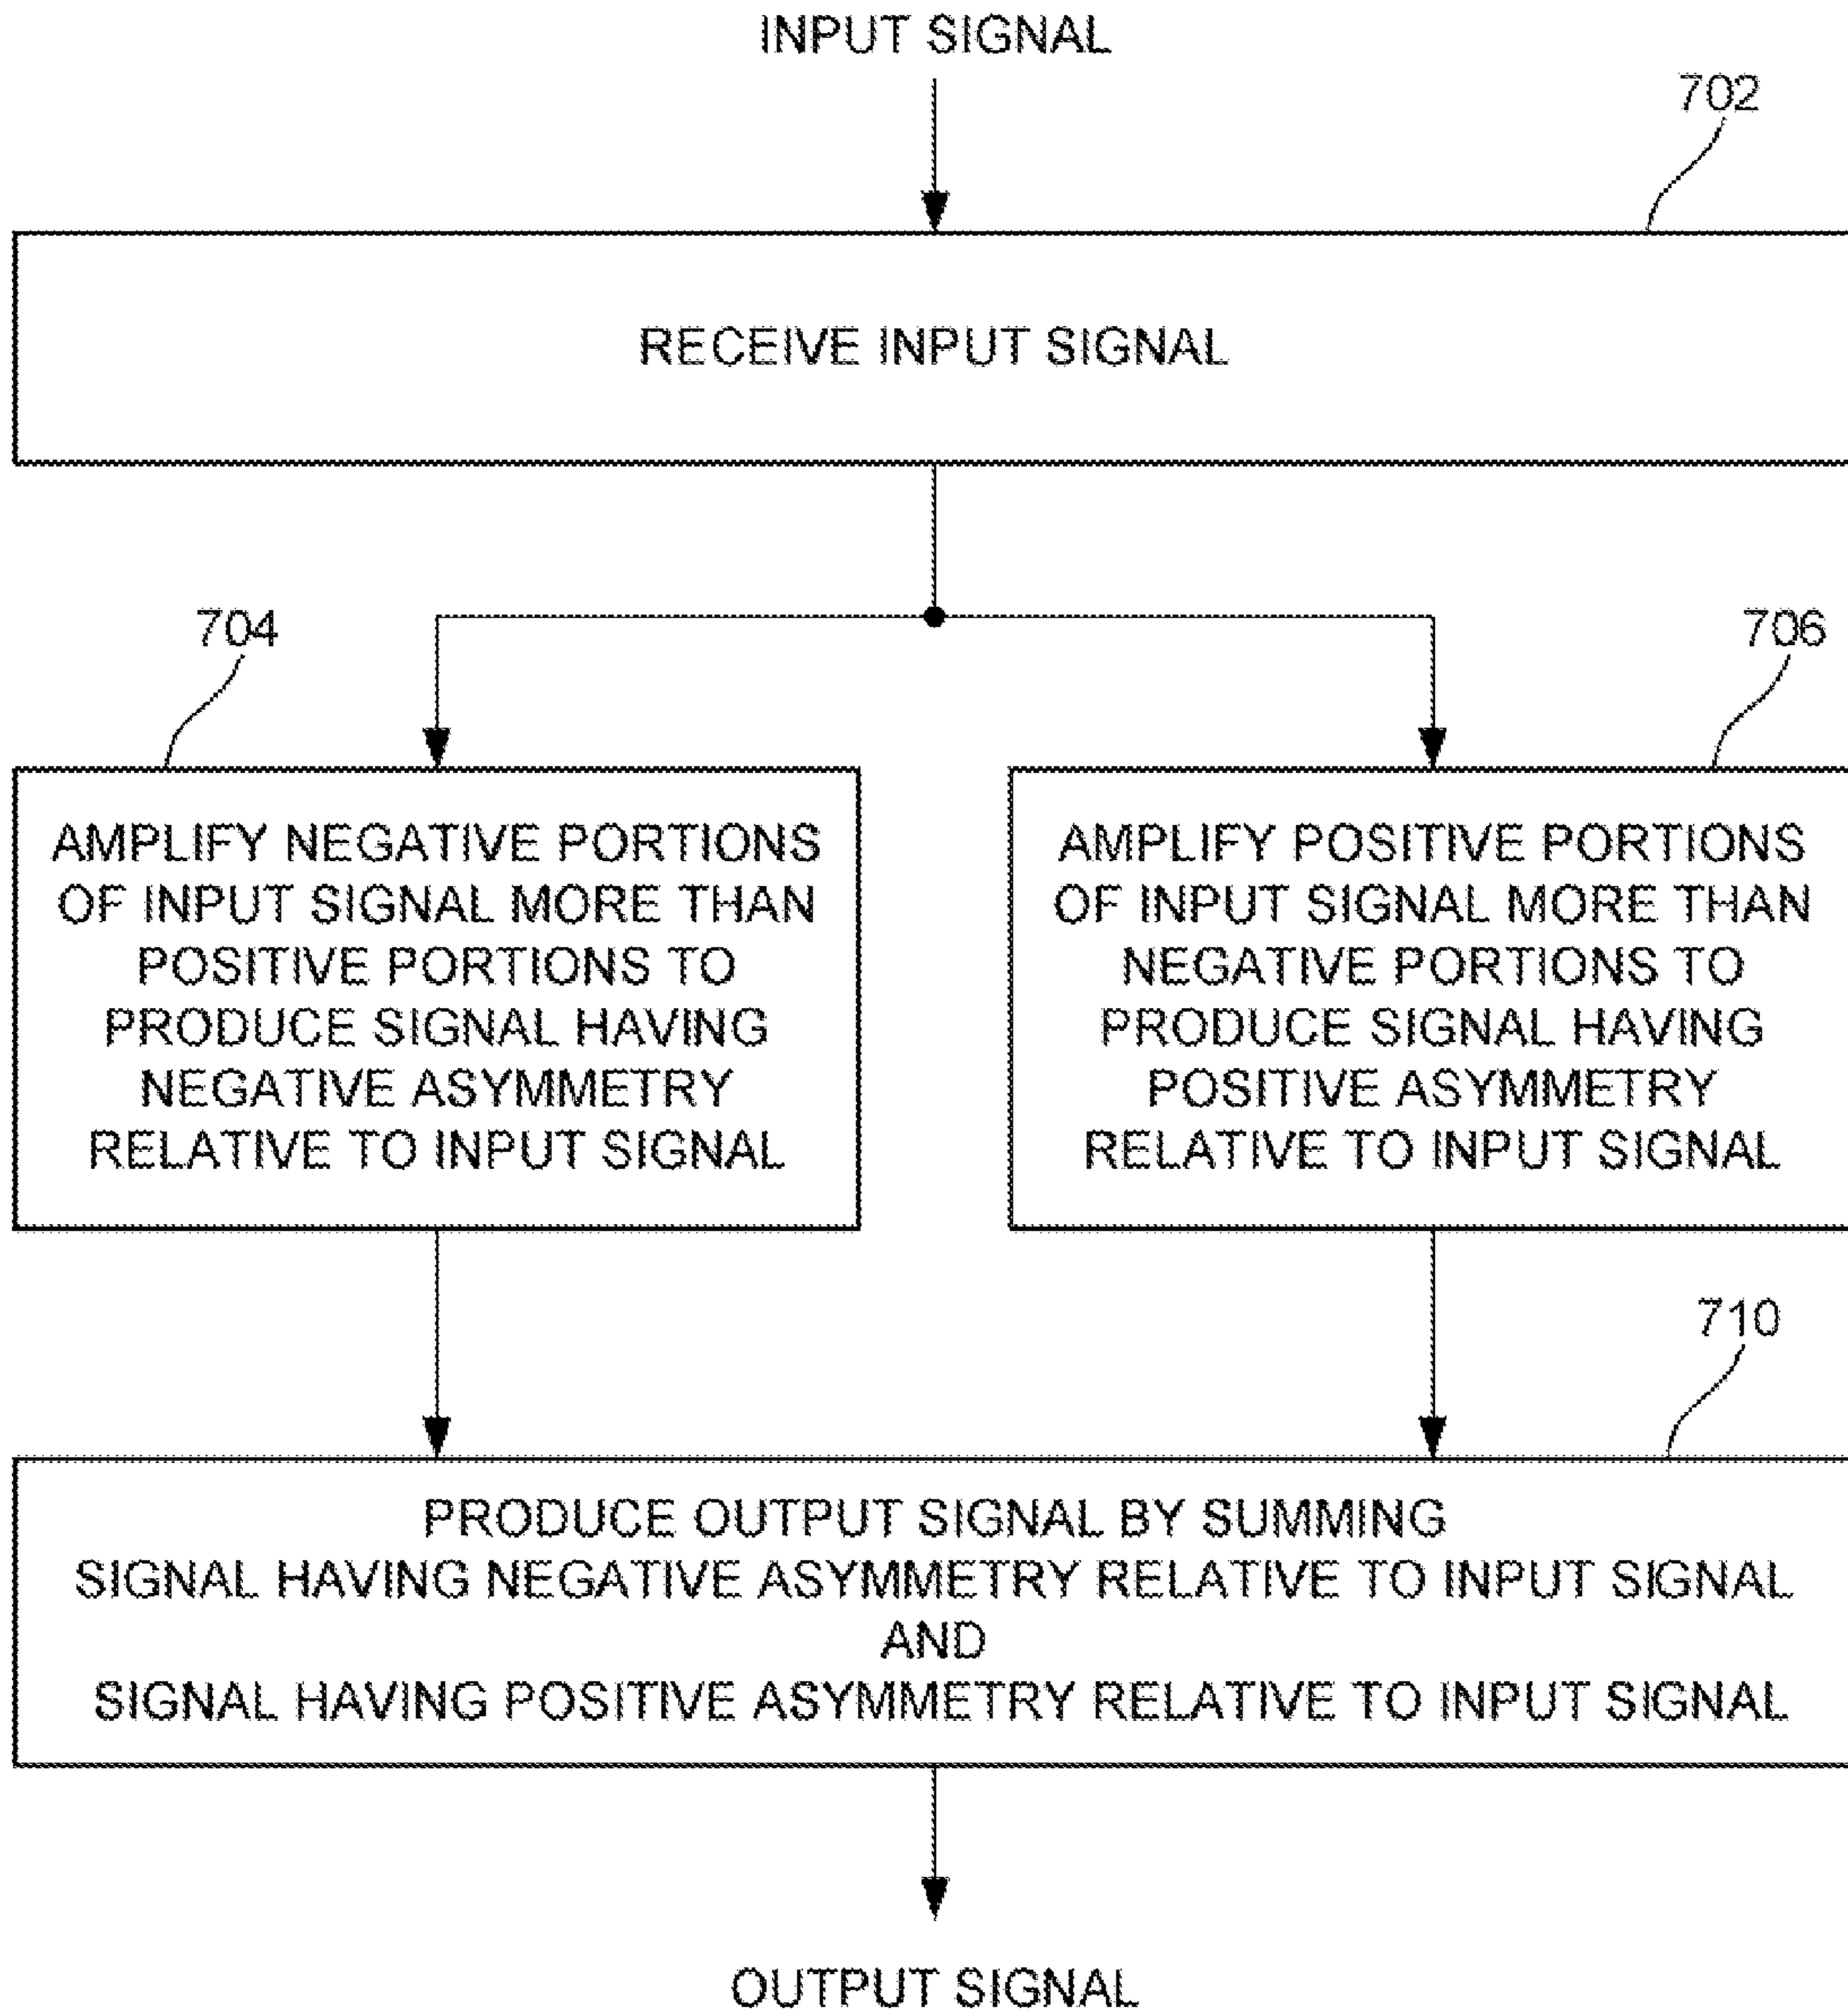 INPUT SIGNAL
702
RECEIVE INPUT SIGNAL
704
706
AMPLIFY NEGATIVE PORTIONS
OF INPUT SIGNAL MORE THAN
POSITIVE PORTIONS TO
PRODUCE SIGNAL HAVING
NEGATIVE ASYMMETRY
RELATIVE TO INPUT SIGNAL
AMPLIFY POSITIVE PORTIONS
OF INPUT SIGNAL MORE THAN
NEGATIVE PORTIONS TO
PRODUCE SIGNAL HAVING
POSITIVE ASYMMETRY
RELATIVE TO INPUT SIGNAL
710
PRODUCE OUTPUT SIGNAL BY SUMMING
SIGNAL HAVING NEGATIVE ASYMMETRY RELATIVE TO INPUT SIGNAL
AND
SIGNAL HAVING POSITIVE ASYMMETRY RELATIVE TO INPUT SIGNAL
OUTPUT SIGNAL